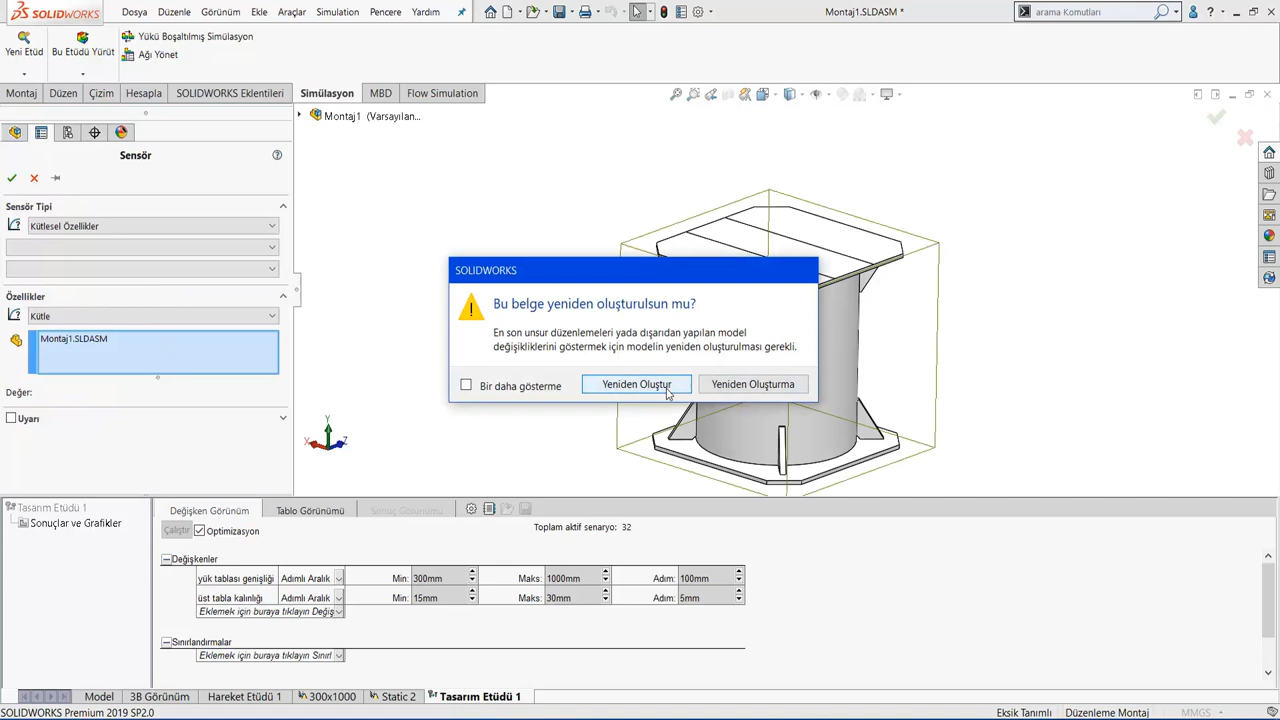 SOLIDWORKS
Dosya Düzenle Görünüm Ekle Araçlar Simulation Pencere Yardım
Montaj1.SLDASM *
arama Komutları
Yeni Etüd
Bu Etüdü Yürüt
Yükü Boşaltılmış Simülasyon
Ağı Yönet
Montaj Düzen Çizim Hesapla SOLIDWORKS Eklentileri Simülasyon MBD Flow Simulation
Montaj1 (Varsayılan...
Sensör
Sensör Tipi
Kütlesel Özellikler
Özellikler
Kütle
Montaj1.SLDASM
Değer:
Uyarı
SOLIDWORKS
Bu belge yeniden oluşturulsun mu?
En son unsur düzenlemeleri yada dışarıdan yapılan model
değişikliklerini göstermek için modelin yeniden oluşturulması gerekli.
Bir daha gösterme
Yeniden Oluştur
Yeniden Oluşturma
Y
X
Z
Tasarım Etüdü 1
Sonuçlar ve Grafikler
Değişken Görünüm Tablo Görünümü Sonuç Görünümü
Çalıştır Optimizasyon
Toplam aktif senaryo: 32
Değişkenler
yük tablası genişliği Adımlı Aralık Min: 300mm Maks: 1000mm Adım: 100mm
üst tabla kalınlığı Adımlı Aralık Min: 15mm Maks: 30mm Adım: 5mm
Eklemek için buraya tıklayın Değiş
Sınırlandırmalar
Eklemek için buraya tıklayın Sınırl
Model 3B Görünüm Hareket Etüdü 1 300x1000 Static 2 Tasarım Etüdü 1
SOLIDWORKS Premium 2019 SP2.0
Eksik Tanımlı Düzenleme Montaj MMGS